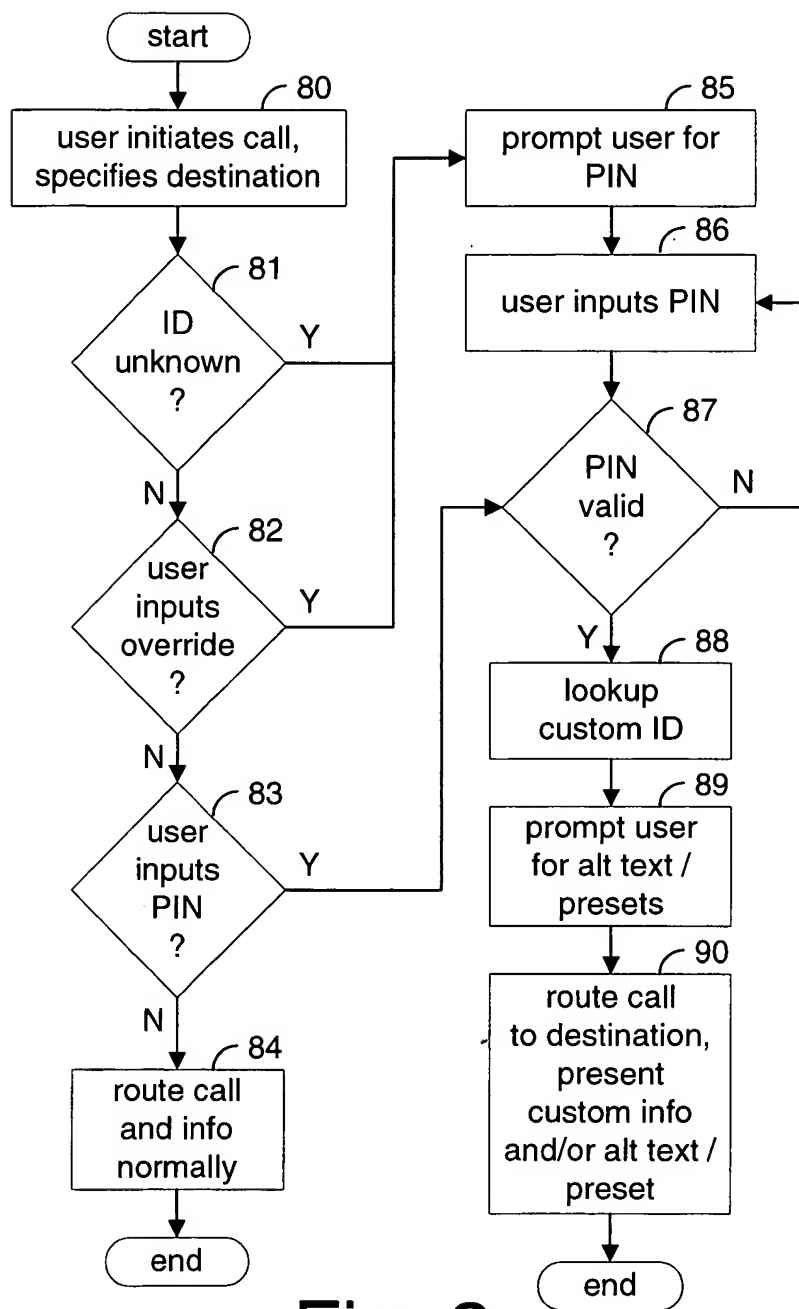 start
80
user initiates call,
specifies destination
81
ID
unknown
?
Y
N
82
user
inputs
override
?
Y
N
83
user
inputs
PIN
?
Y
N
84
route call
and info
normally
end
85
prompt user for
PIN
86
user inputs PIN
87
PIN
valid
?
N
Y
88
lookup
custom ID
89
prompt user
for alt text /
presets
90
route call
to destination,
present
custom info
and/or alt text /
preset
end